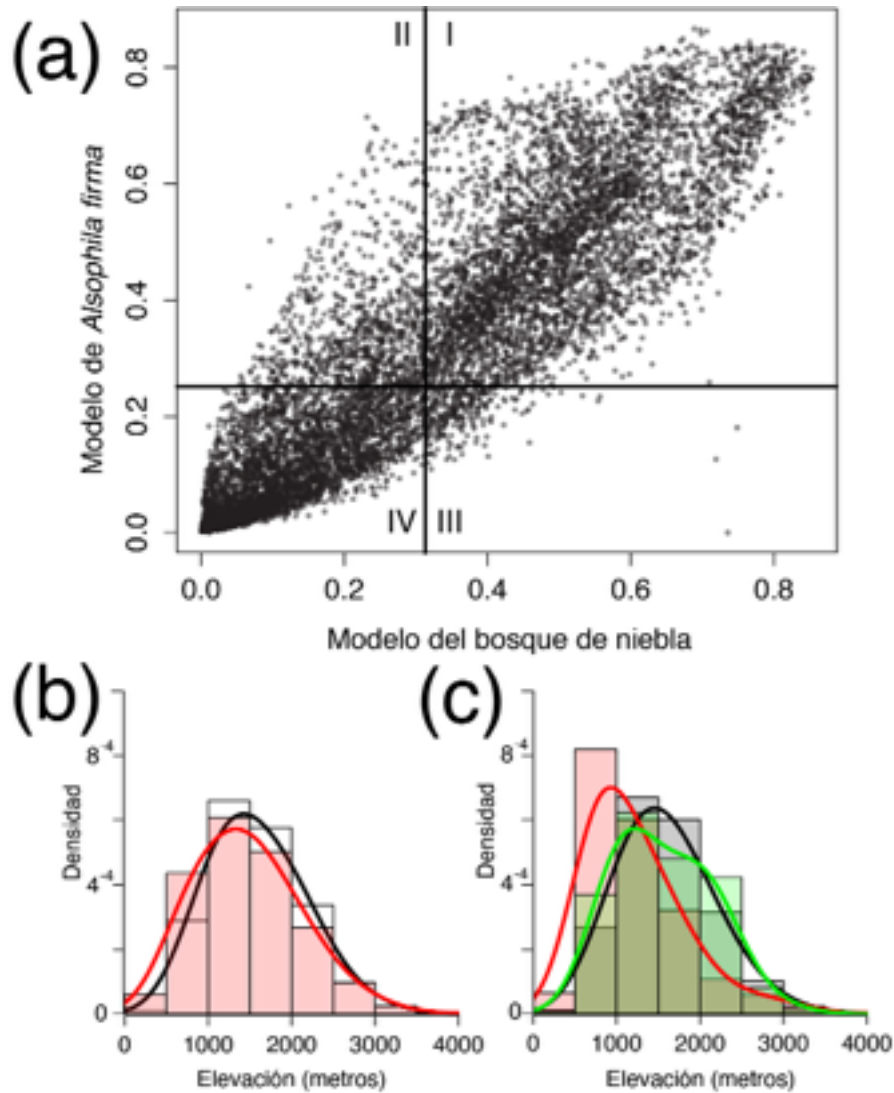 (a)
II I
Modelo de Alsophila firma
0.8
0.6
0.4
0.2
0.0
IV III
0.0 0.2 0.4 0.6 0.8
Modelo del bosque de niebla
(b)
Densidad
8-4
4-4
0
0 1000 2000 3000 4000
Elevación (metros)
(c)
Densidad
8-4
4-4
0
0 1000 2000 3000 4000
Elevación (metros)